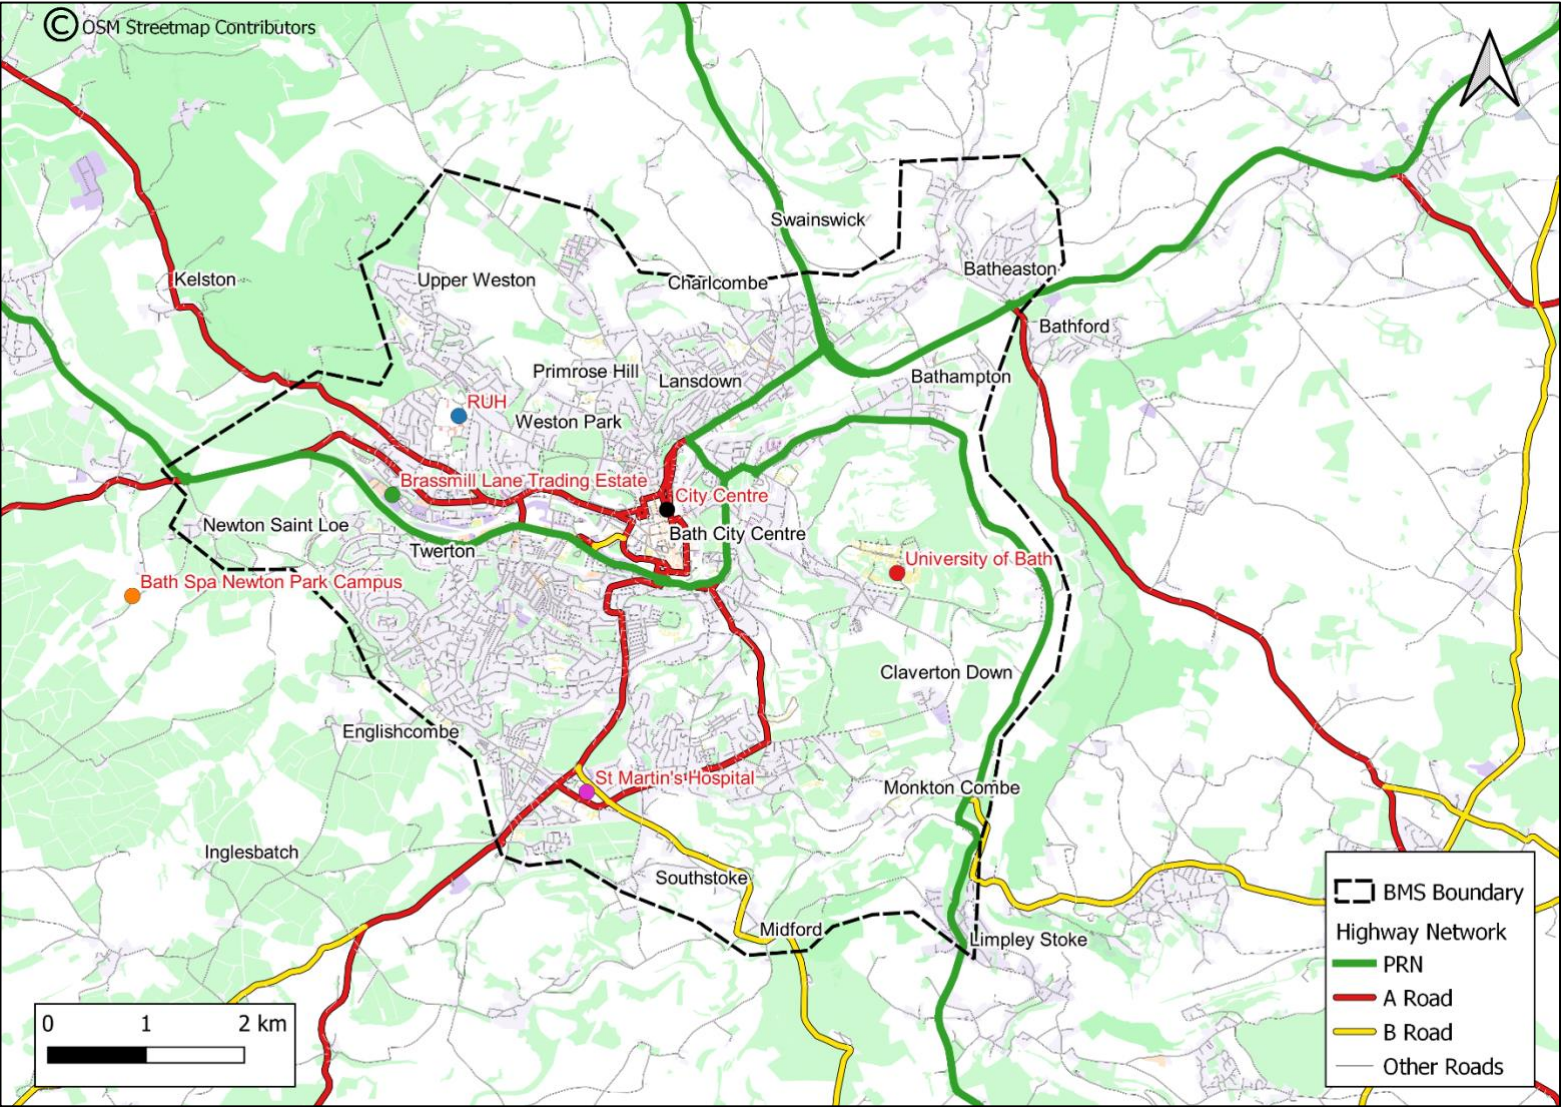 © OSM Streetmap Contributors
Swainswick
Batheaston
Kelston
Upper Weston
Charlcombe
Bathford
Primrose Hill
Lansdown
Bathampton
RUH
Weston Park
Brassmill Lane Trading Estate
City Centre
Newton Saint Loe
Bath City Centre
Twerton
University of Bath
Bath Spa Newton Park Campus
Claverton Down
Englishcombe
St Martin's Hospital
Monkton Combe
Inglesbatch
Southstoke
Midford
Limpley Stoke
BMS Boundary
Highway Network
PRN
A Road
B Road
Other Roads
0 1 2 km